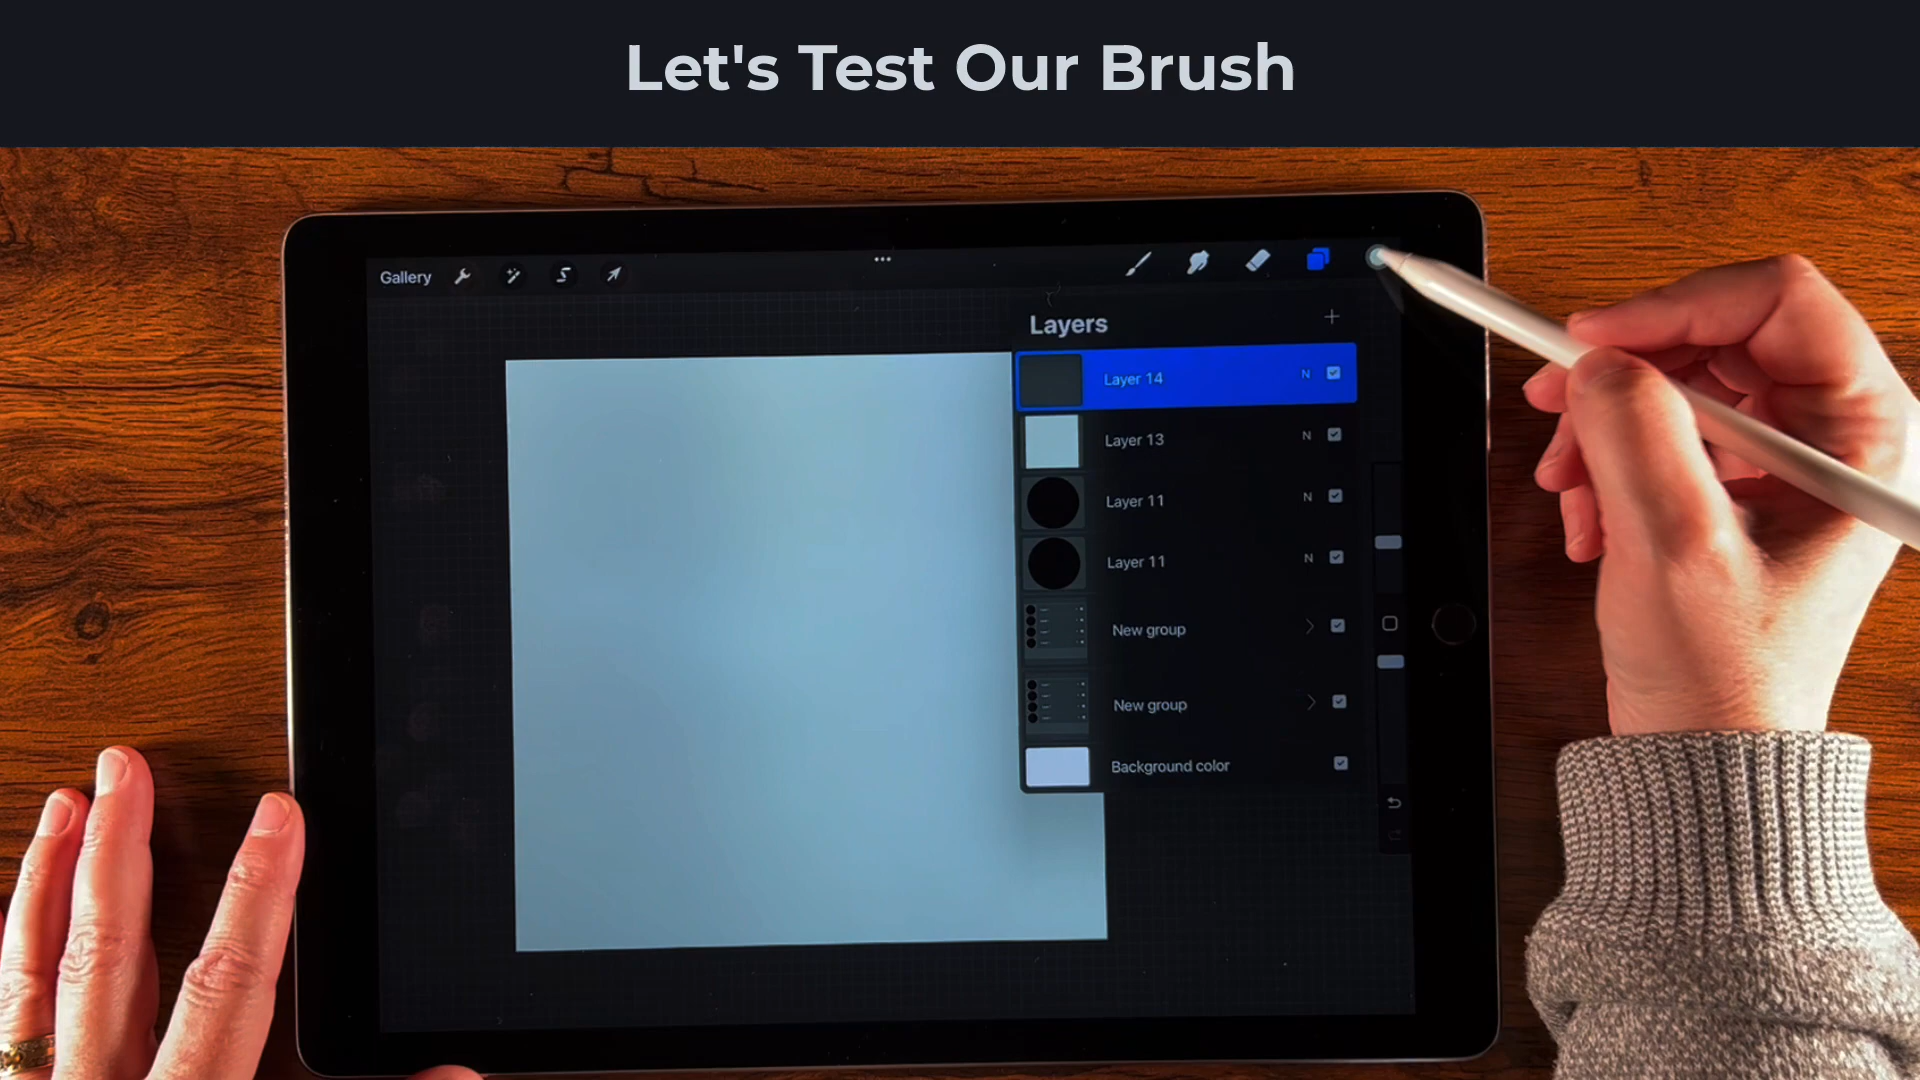 Let's Test Our Brush
Gallery
Layers
Layer 14 N
Layer 13 N
Layer 11 N
Layer 11 N
New group
New group
Background color